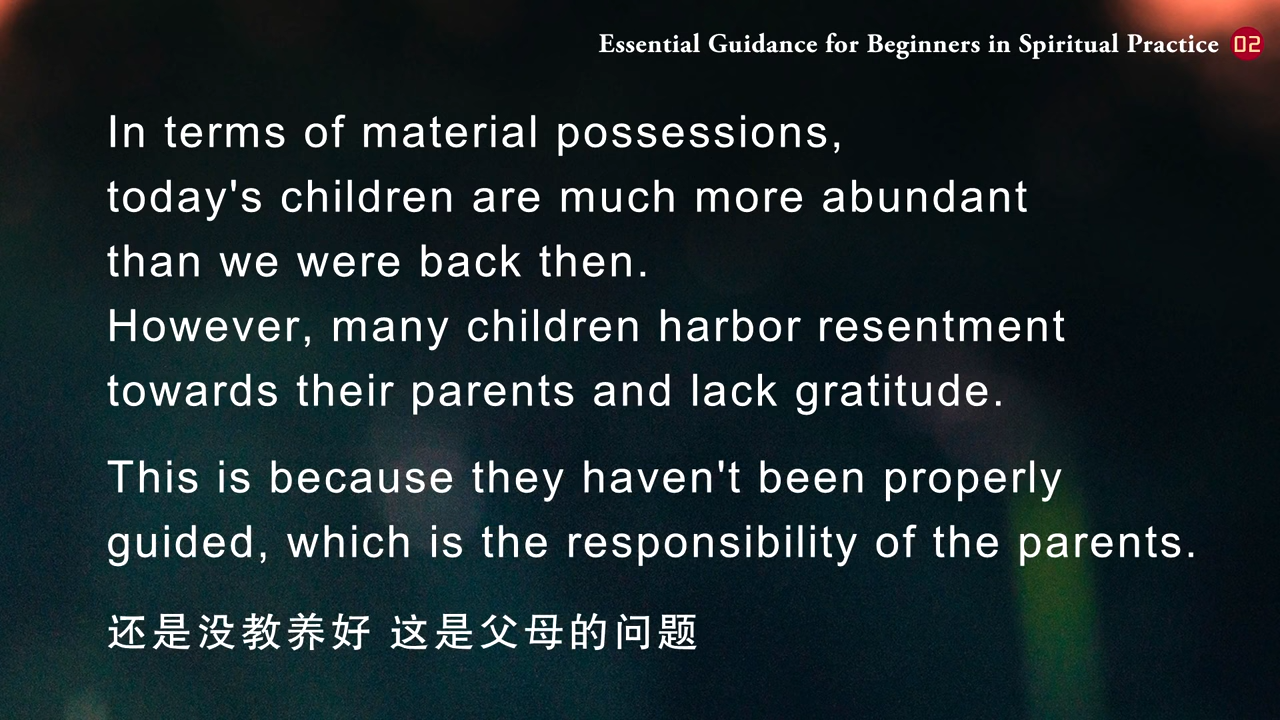 Essential Guidance for Beginners in Spiritual Practice 02
In terms of material possessions,
today's children are much more abundant
than we were back then.
However, many children harbor resentment
towards their parents and lack gratitude.
This is because they haven't been properly
guided, which is the responsibility of the parents.
还是没教养好 这是父母的问题